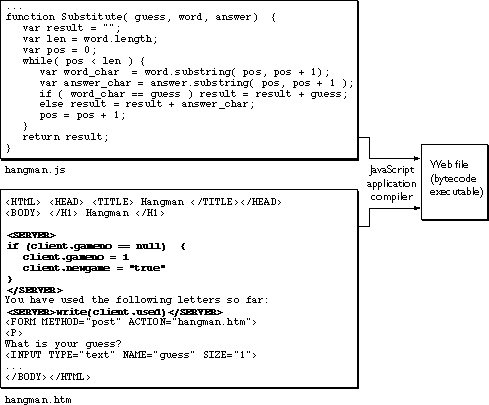 ...
function Substitute( guess, word, answer)  {
   var result = "";
   var len = word.length;
   var pos = 0;
   while( pos < len ) {
      var word_char  = word.substring( pos, pos + 1);
      var answer_char = answer.substring( pos, pos + 1 );
      if ( word_char == guess ) result = result + guess;
      else result = result + answer_char;
      pos = pos + 1;
   }
   return result;
}
hangman.js
JavaScript
application
compiler
Web file
(bytecode
executable)
<HTML> <HEAD> <TITLE> Hangman </TITLE></HEAD>
<BODY> </H1> Hangman </H1>
<SERVER>
if (client.gameno == null)  {
   client.gameno = 1
   client.newgame = "true"
}
</SERVER>
You have used the following letters so far:
<SERVER>write(client.used)</SERVER>
<FORM METHOD="post" ACTION="hangman.htm">
<P>
What is your guess?
<INPUT TYPE="text" NAME="guess" SIZE="1">
...
</BODY></HTML>
hangman.htm